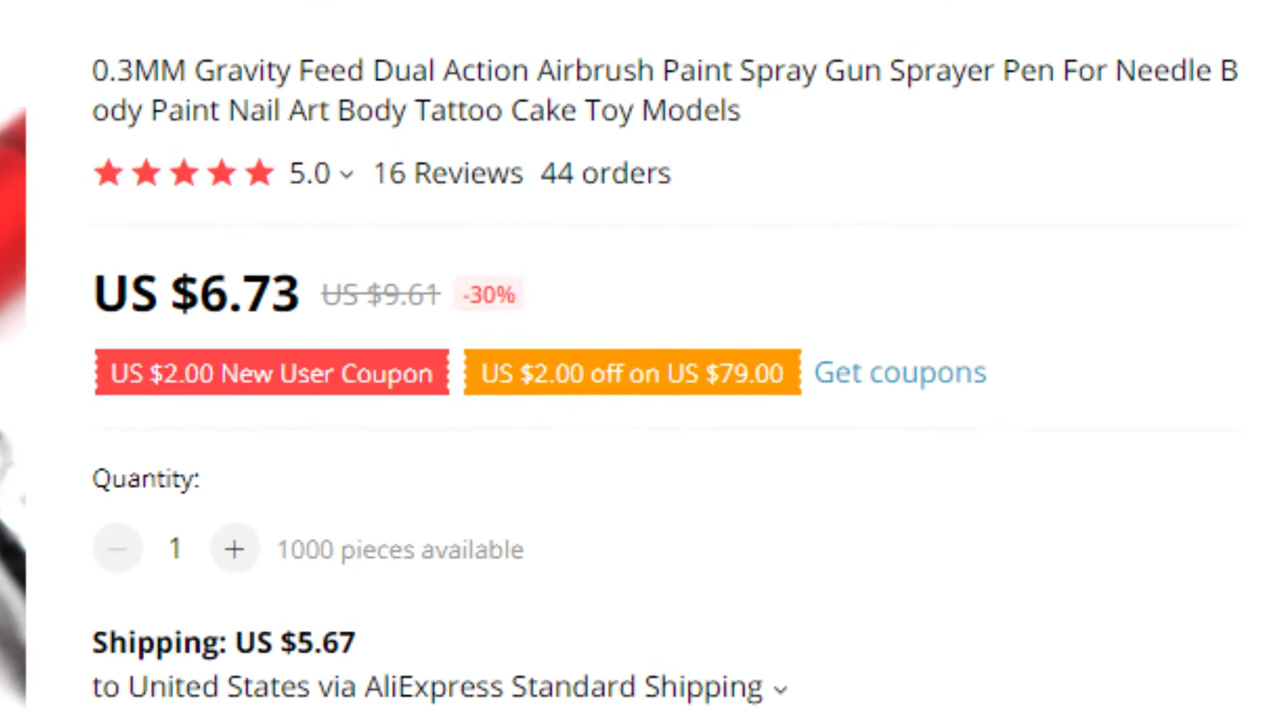 0.3MM Gravity Feed Dual Action Airbrush Paint Spray Gun Sprayer Pen For Needle B
ody Paint Nail Art Body Tattoo Cake Toy Models
5.0 16 Reviews 44 orders
US $6.73 US $9.61 -30%
US $2.00 New User Coupon US $2.00 off on US $79.00 Get coupons
Quantity:
− 1 + 1000 pieces available
Shipping: US $5.67
to United States via AliExpress Standard Shipping